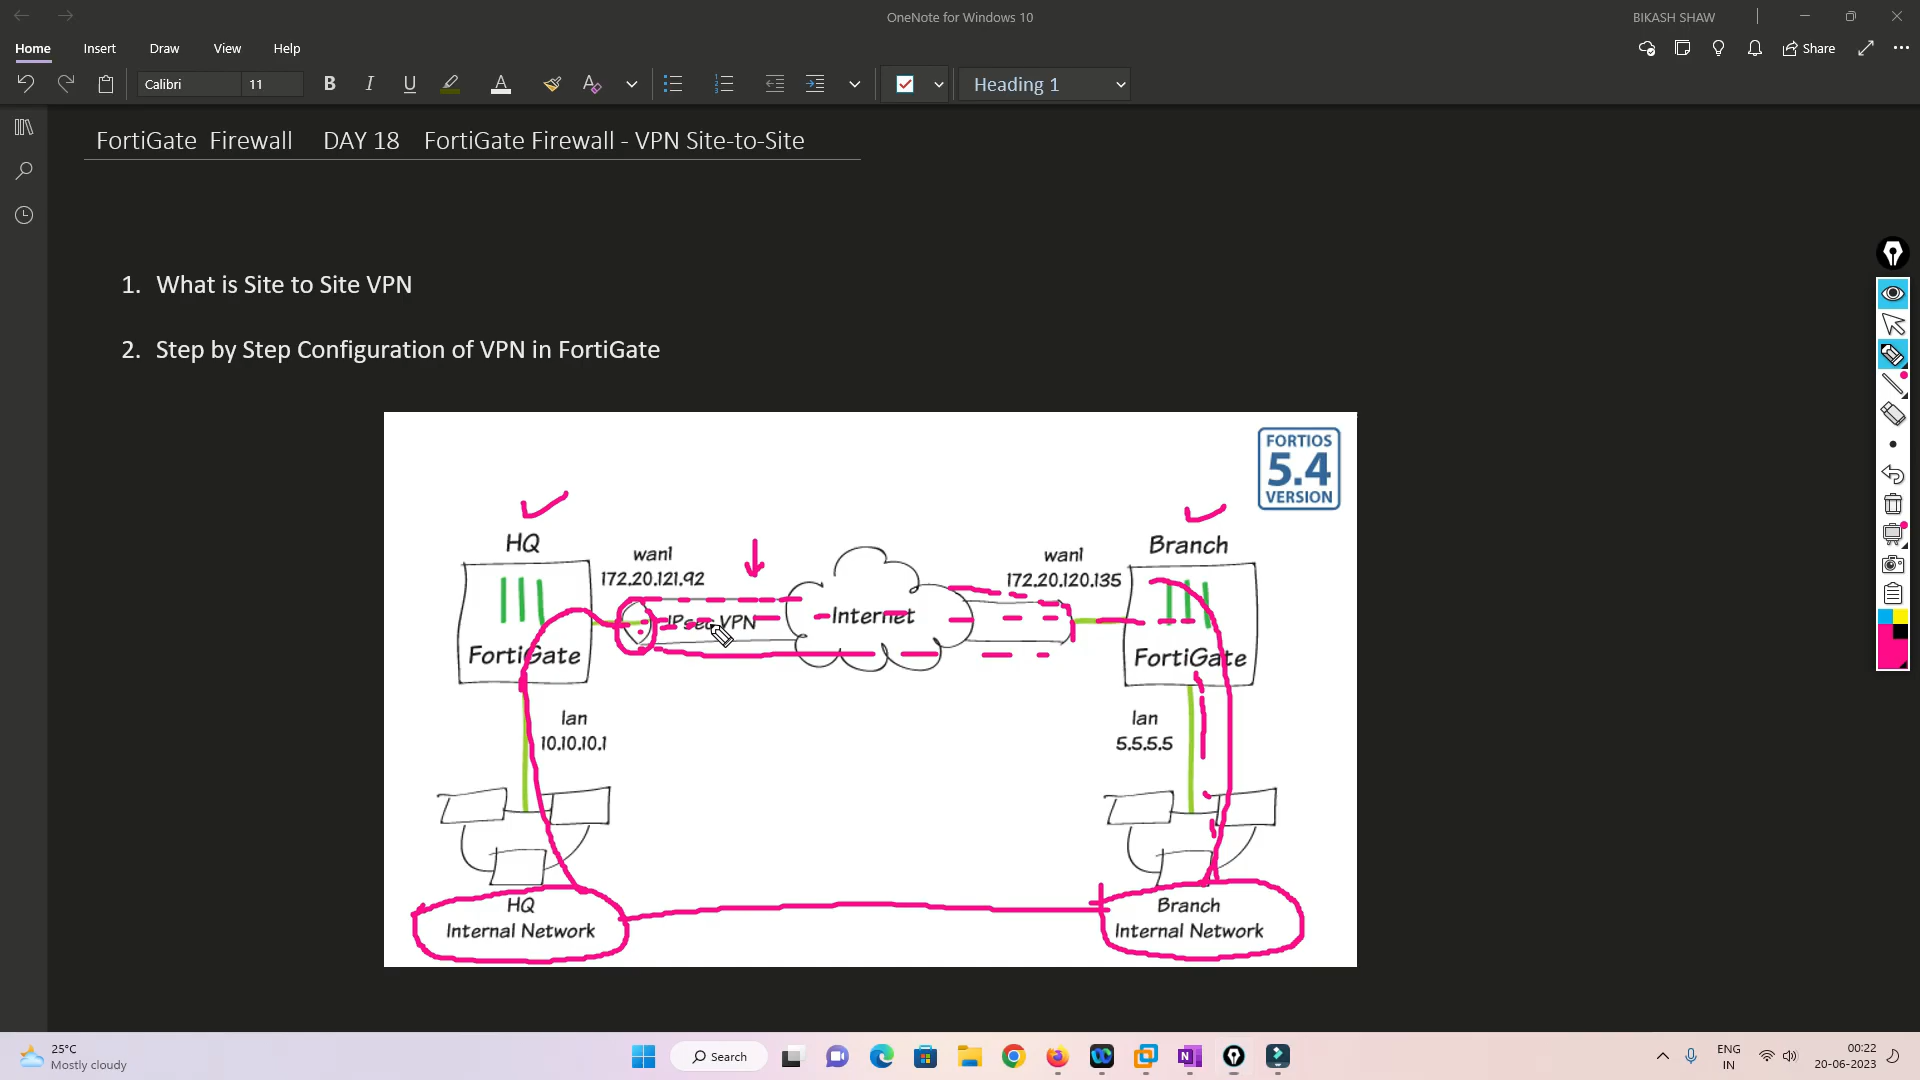 OneNote for Windows 10
BIKASH SHAW
Home Insert Draw View Help
Share
Calibri 11 B I U A A Heading 1
FortiGate Firewall DAY 18 FortiGate Firewall - VPN Site-to-Site
1. What is Site to Site VPN
2. Step by Step Configuration of VPN in FortiGate
FORTIOS
5.4
VERSION
HQ
Branch
wan1
172.20.121.92
wan1
172.20.120.135
IPsec VPN
Internet
FortiGate
FortiGate
lan
10.10.10.1
lan
5.5.5.5
HQ
Internal Network
Branch
Internal Network
25°C
Mostly cloudy
Search
ENG
IN
00:22
20-06-2023